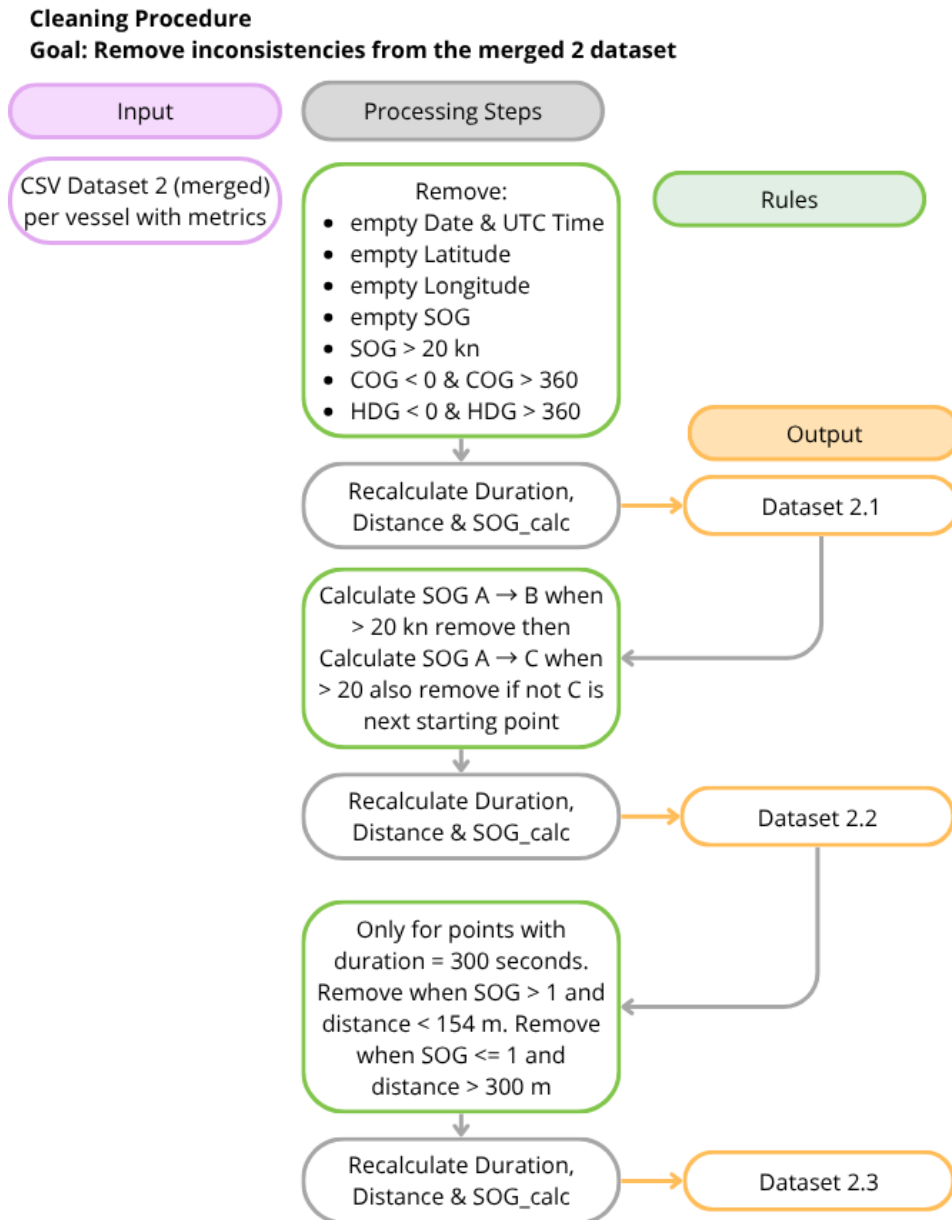 Cleaning Procedure
Goal: Remove inconsistencies from the merged 2 dataset
Input
Processing Steps
CSV Dataset 2 (merged)
per vessel with metrics
Remove:
• empty Date & UTC Time
• empty Latitude
• empty Longitude
• empty SOG
• SOG > 20 kn
• COG < 0 & COG > 360
• HDG < 0 & HDG > 360
Rules
Output
Recalculate Duration,
Distance & SOG_calc
Dataset 2.1
Calculate SOG A → B when
> 20 kn remove then
Calculate SOG A → C when
> 20 also remove if not C is
next starting point
Recalculate Duration,
Distance & SOG_calc
Dataset 2.2
Only for points with
duration = 300 seconds.
Remove when SOG > 1 and
distance < 154 m. Remove
when SOG <= 1 and
distance > 300 m
Recalculate Duration,
Distance & SOG_calc
Dataset 2.3